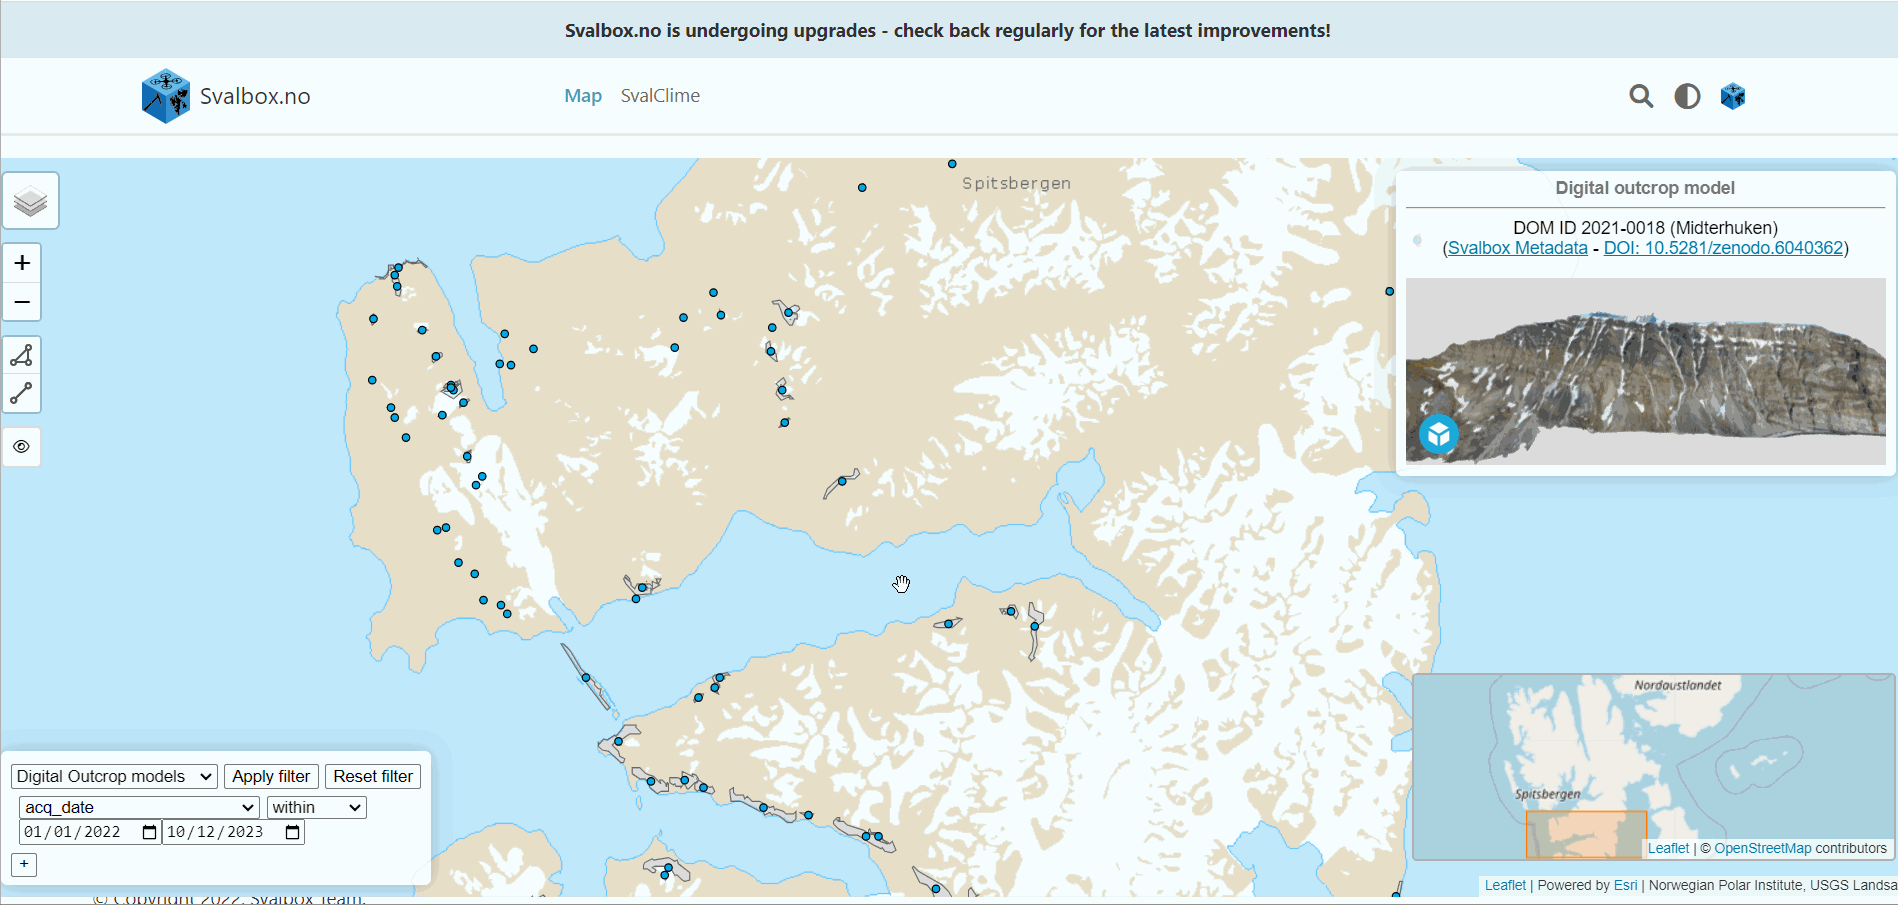 Svalbox.no is undergoing upgrades - check back regularly for the latest improvements!
Svalbox.no
Map
SvalClime
Spitsbergen
Digital outcrop model
DOM ID 2021-0018 (Midterhuken)
(Svalbox Metadata - DOI: 10.5281/zenodo.6040362)
+
−
Digital Outcrop models
Apply filter
Reset filter
acq_date
within
01/01/2022
10/12/2023
+
© Copyright 2022, Svalbox Team.
Nordaustlandet
Spitsbergen
Leaflet | © OpenStreetMap contributors
Leaflet | Powered by Esri | Norwegian Polar Institute, USGS Landsa